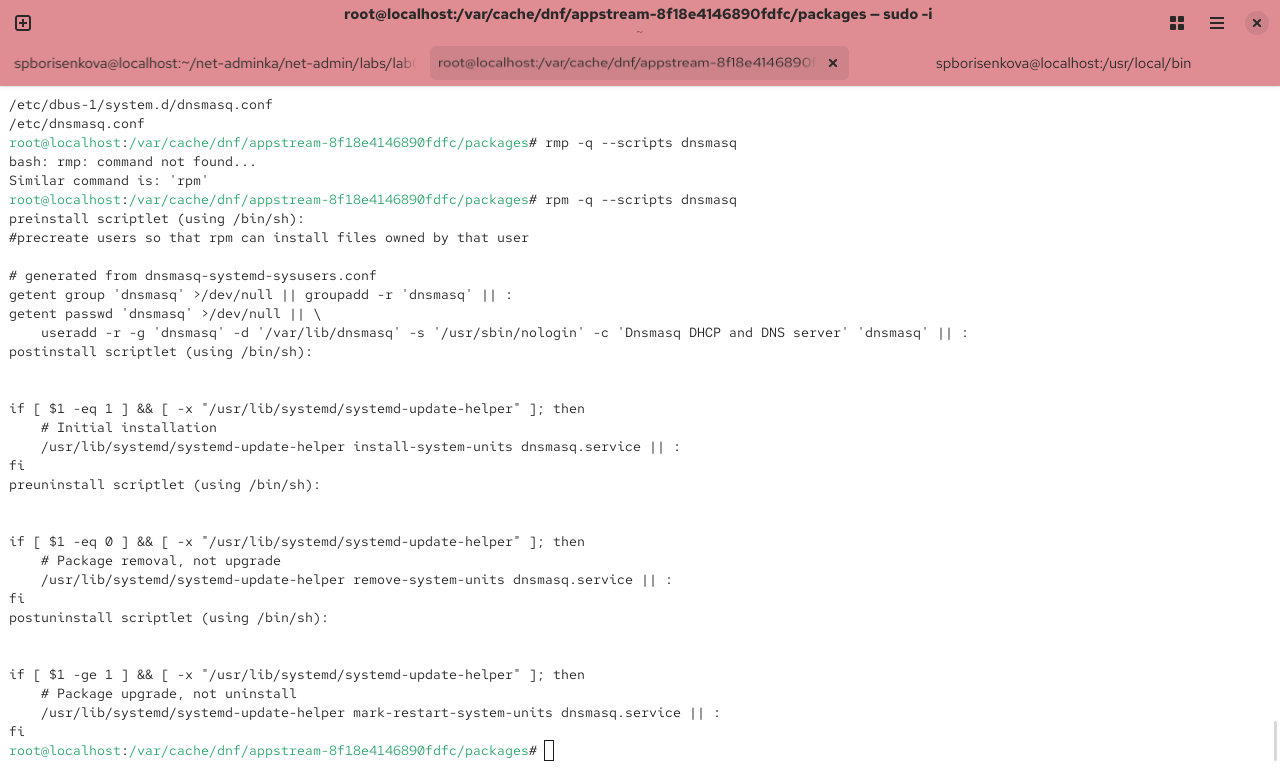 root@localhost:/var/cache/dnf/appstream-8f18e4146890fdfc/packages — sudo -i
~
spborisenkova@localhost:~/net-adminka/net-admin/labs/lab
root@localhost:/var/cache/dnf/appstream-8f18e4146890f
spborisenkova@localhost:/usr/local/bin
/etc/dbus-1/system.d/dnsmasq.conf
/etc/dnsmasq.conf
root@localhost:/var/cache/dnf/appstream-8f18e4146890fdfc/packages# rmp -q --scripts dnsmasq
bash: rmp: command not found...
Similar command is: 'rpm'
root@localhost:/var/cache/dnf/appstream-8f18e4146890fdfc/packages# rpm -q --scripts dnsmasq
preinstall scriptlet (using /bin/sh):
#precreate users so that rpm can install files owned by that user

# generated from dnsmasq-systemd-sysusers.conf
getent group 'dnsmasq' >/dev/null || groupadd -r 'dnsmasq' || :
getent passwd 'dnsmasq' >/dev/null || \
    useradd -r -g 'dnsmasq' -d '/var/lib/dnsmasq' -s '/usr/sbin/nologin' -c 'Dnsmasq DHCP and DNS server' 'dnsmasq' || :
postinstall scriptlet (using /bin/sh):


if [ $1 -eq 1 ] && [ -x "/usr/lib/systemd/systemd-update-helper" ]; then
    # Initial installation
    /usr/lib/systemd/systemd-update-helper install-system-units dnsmasq.service || :
fi
preuninstall scriptlet (using /bin/sh):


if [ $1 -eq 0 ] && [ -x "/usr/lib/systemd/systemd-update-helper" ]; then
    # Package removal, not upgrade
    /usr/lib/systemd/systemd-update-helper remove-system-units dnsmasq.service || :
fi
postuninstall scriptlet (using /bin/sh):


if [ $1 -ge 1 ] && [ -x "/usr/lib/systemd/systemd-update-helper" ]; then
    # Package upgrade, not uninstall
    /usr/lib/systemd/systemd-update-helper mark-restart-system-units dnsmasq.service || :
fi
root@localhost:/var/cache/dnf/appstream-8f18e4146890fdfc/packages#